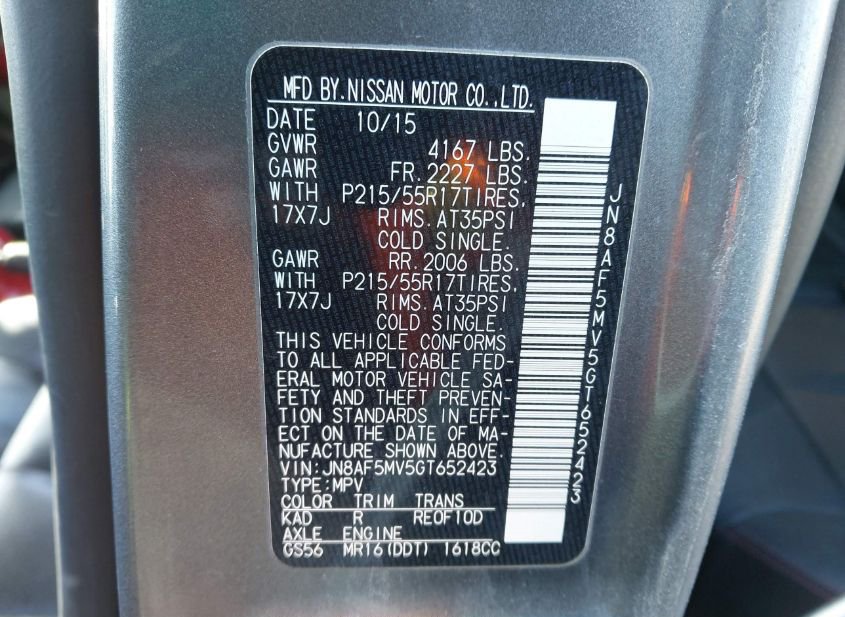 MFD BY.NISSAN MOTOR CO.,LTD.
DATE 10/15
GVWR 4167 LBS.
GAWR FR.2227 LBS.
WITH P215/55R17TIRES,
17X7J RIMS.AT35PSI
COLD SINGLE.
GAWR RR.2006 LBS.
WITH P215/55R17TIRES,
17X7J RIMS.AT35PSI
COLD SINGLE.
THIS VEHICLE CONFORMS
TO ALL APPLICABLE FED-
ERAL MOTOR VEHICLE SA-
FETY AND THEFT PREVEN-
TION STANDARDS IN EFF-
ECT ON THE DATE OF MA-
NUFACTURE SHOWN ABOVE.
VIN:JN8AF5MV5GT652423
TYPE:MPV
COLOR TRIM TRANS
KAD R REOF10D
AXLE ENGINE
GS56 MR16(DDT) 1618CC
JN8AF5MV5GT652423